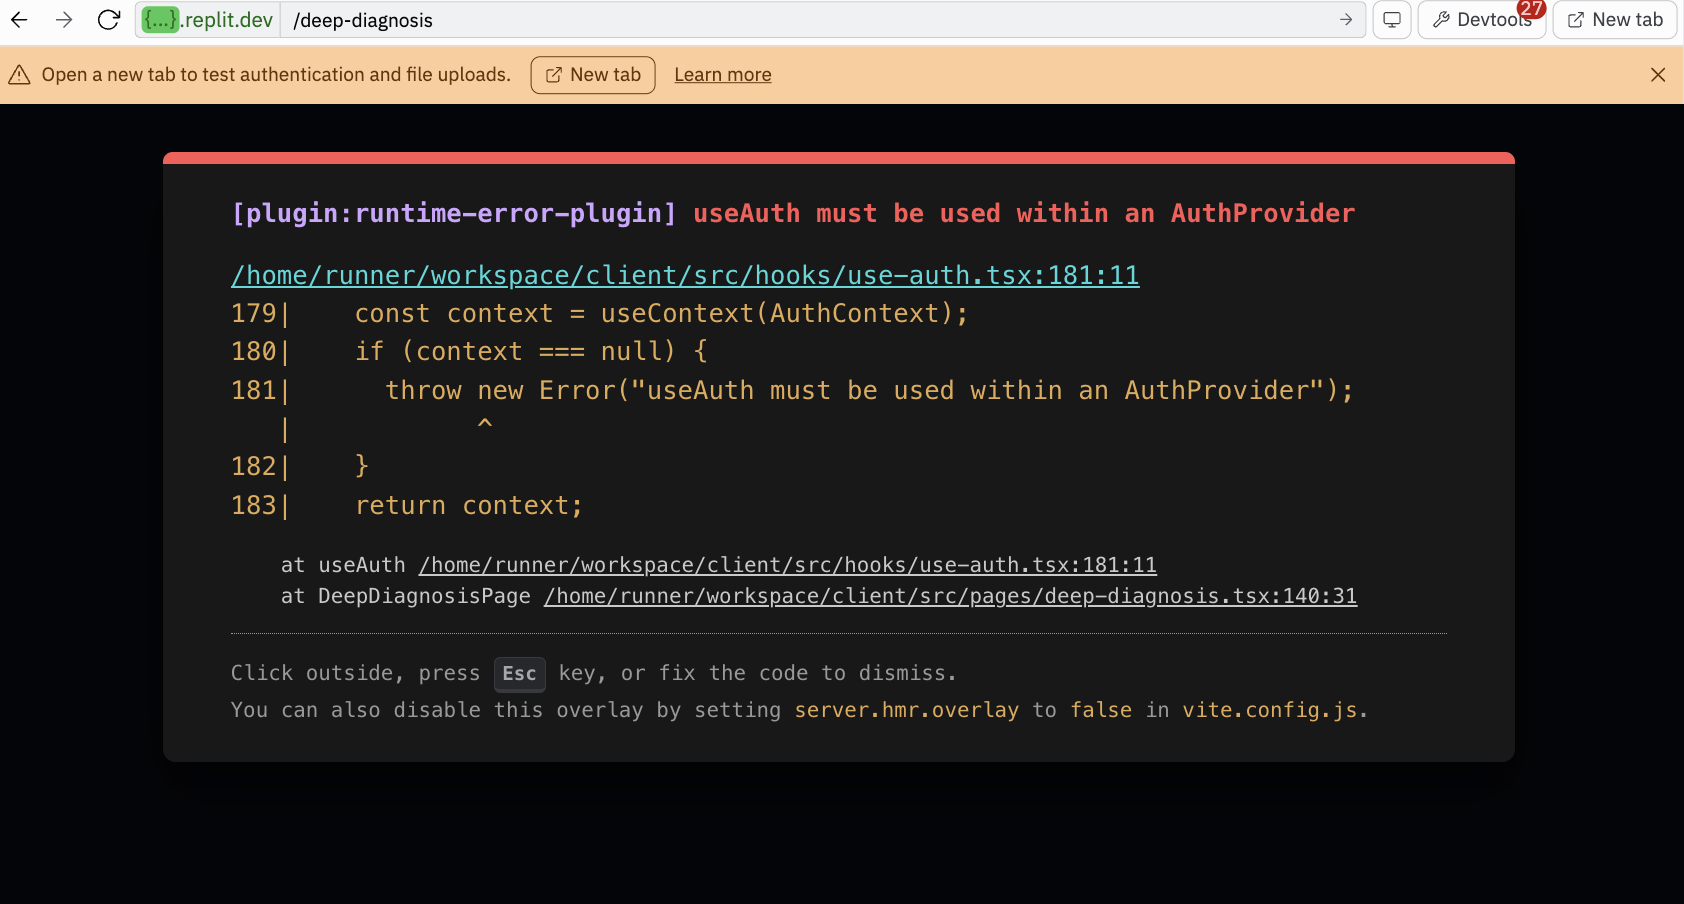 {...}.replit.dev /deep-diagnosis Devtools 27 New tab
Open a new tab to test authentication and file uploads. New tab Learn more
[plugin:runtime-error-plugin] useAuth must be used within an AuthProvider
/home/runner/workspace/client/src/hooks/use-auth.tsx:181:11
179|    const context = useContext(AuthContext);
180|    if (context === null) {
181|      throw new Error("useAuth must be used within an AuthProvider");
   |            ^
182|    }
183|    return context;
at useAuth /home/runner/workspace/client/src/hooks/use-auth.tsx:181:11
at DeepDiagnosisPage /home/runner/workspace/client/src/pages/deep-diagnosis.tsx:140:31
Click outside, press Esc key, or fix the code to dismiss.
You can also disable this overlay by setting server.hmr.overlay to false in vite.config.js.